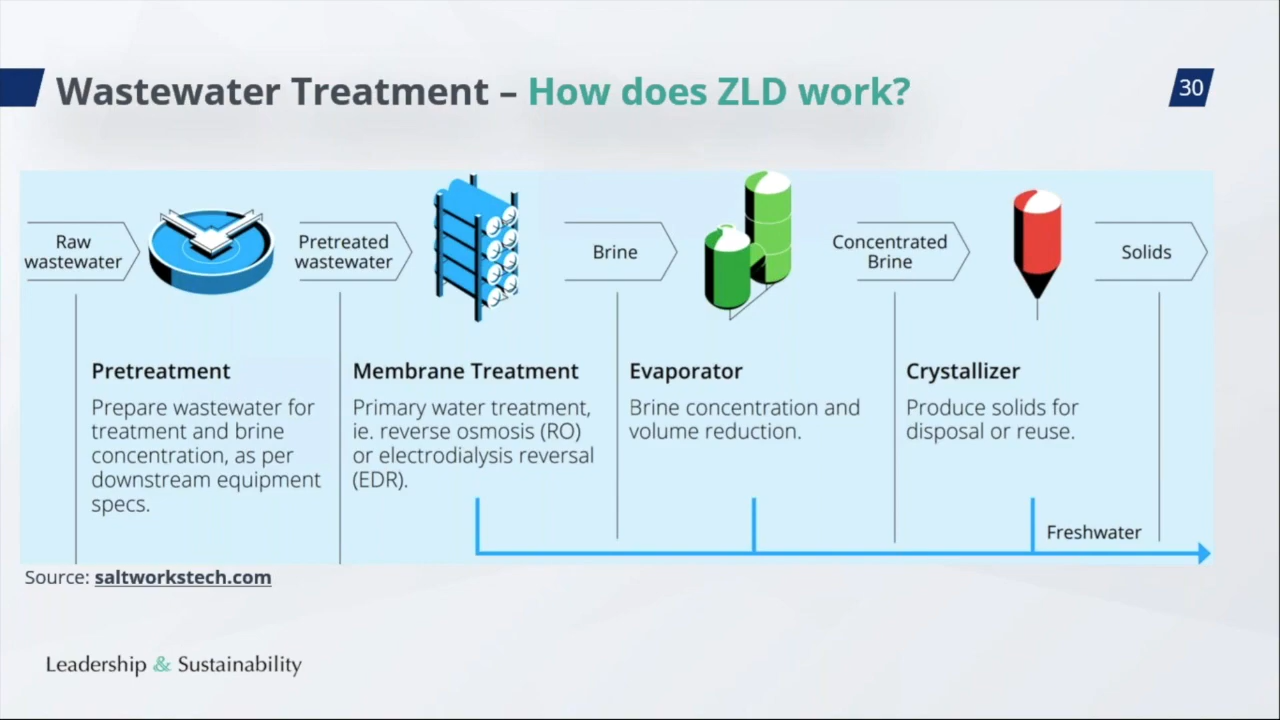 Wastewater Treatment – How does ZLD work?
30
Raw
wastewater
Pretreated
wastewater
Brine
Concentrated
Brine
Solids
Pretreatment
Prepare wastewater for
treatment and brine
concentration, as per
downstream equipment
specs.
Membrane Treatment
Primary water treatment,
ie. reverse osmosis (RO)
or electrodialysis reversal
(EDR).
Evaporator
Brine concentration and
volume reduction.
Crystallizer
Produce solids for
disposal or reuse.
Freshwater
Source: saltworkstech.com
Leadership & Sustainability